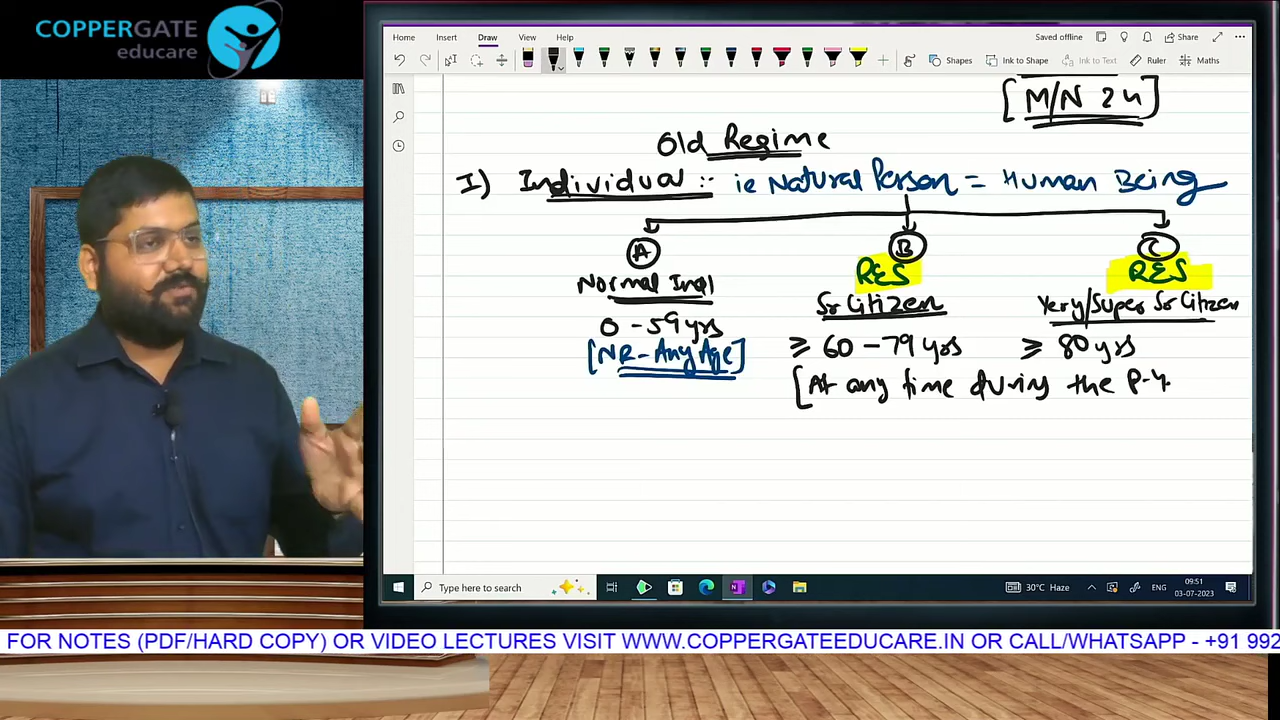 COPPERGATE
educare
Home Insert Draw View Help
Saved offline Share
Shapes Ink to Shape Ink to Text Ruler Maths
[M/N 24]
Old Regime
I) Individual :- ie Natural Person = Human Being
A B C
Normal Indl RES RES
0 - 59 yrs Sr Citizen Very/Super Sr Citizen
[NR - Any Age] ≥ 60 - 79 yrs ≥ 80 yrs
[At any time during the P.Y.
Type here to search 30°C Haze ENG 09:51
03-07-2023
FOR NOTES (PDF/HARD COPY) OR VIDEO LECTURES VISIT WWW.COPPERGATEEDUCARE.IN OR CALL/WHATSAPP - +91 992